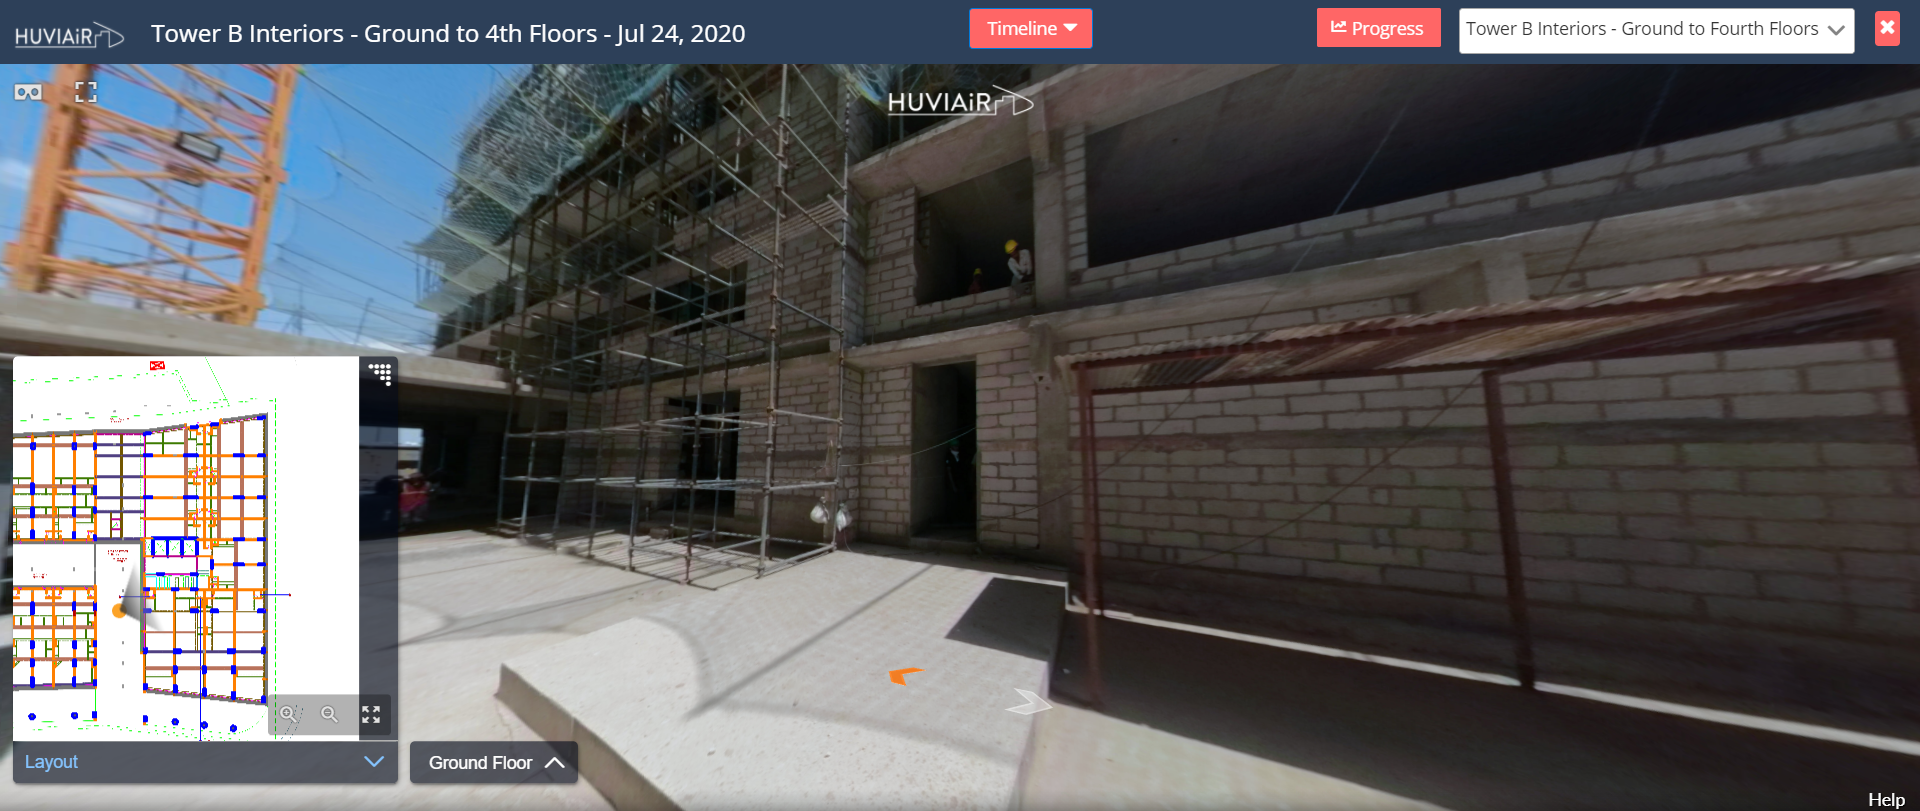 HUVIAiR
Tower B Interiors - Ground to 4th Floors - Jul 24, 2020
Timeline
Progress
Tower B Interiors - Ground to Fourth Floors
HUVIAiR
Layout
Ground Floor
Help